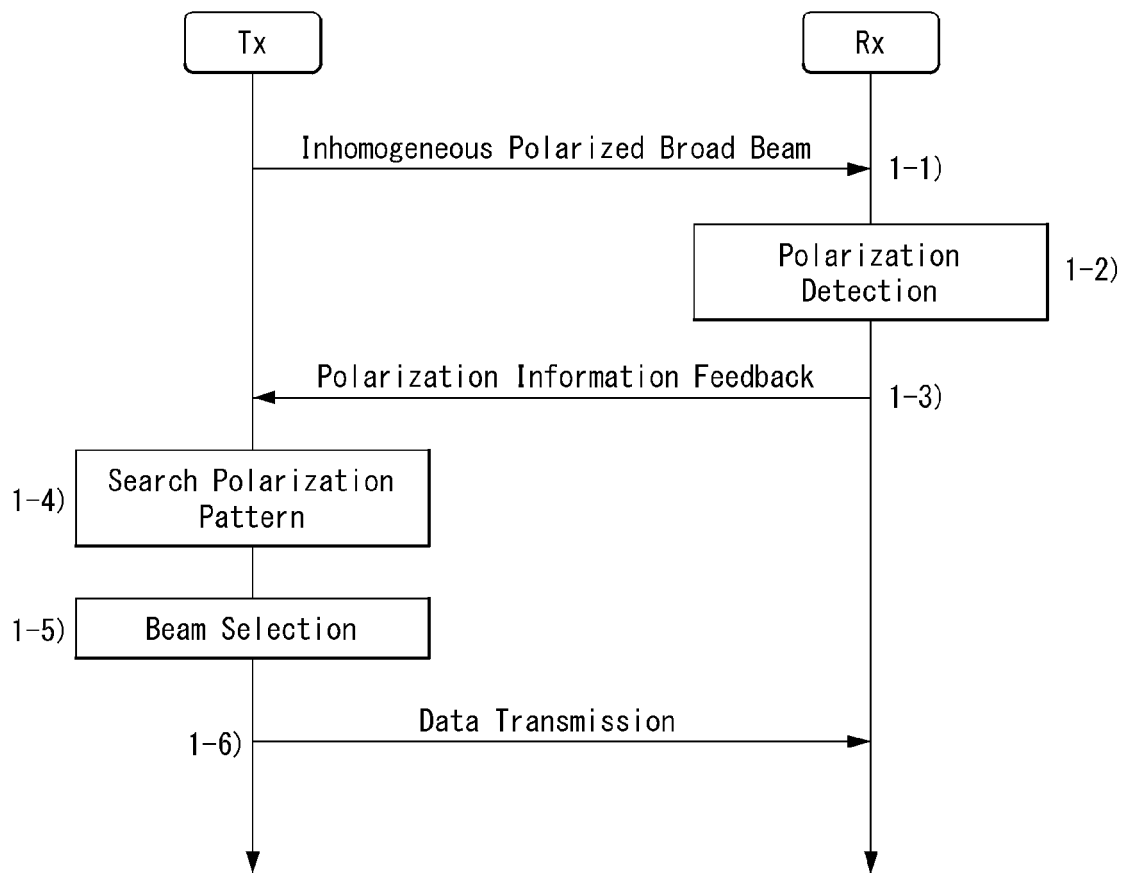 Tx
Rx
Inhomogeneous Polarized Broad Beam
1-1)
Polarization
Detection
1-2)
Polarization Information Feedback
1-3)
1-4)
Search Polarization
Pattern
1-5)
Beam Selection
Data Transmission
1-6)